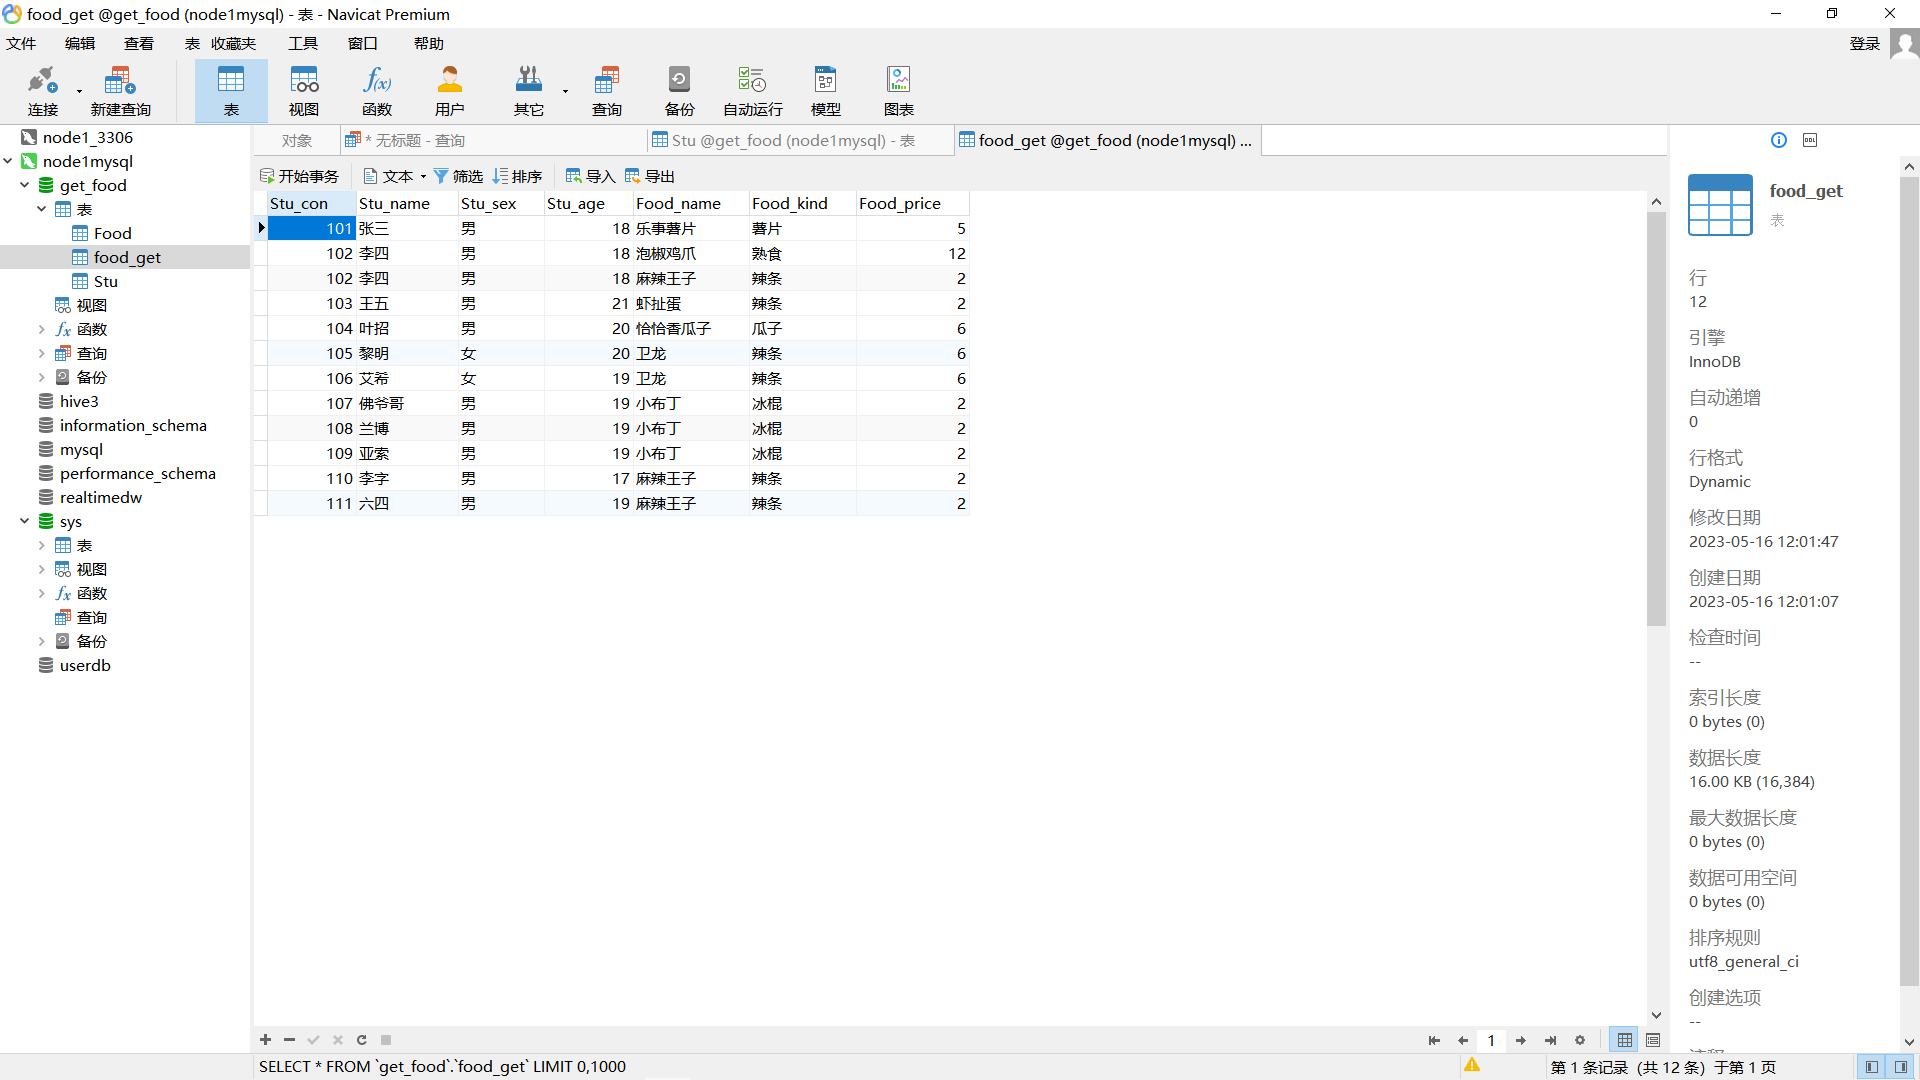 food_get @get_food (node1mysql) - 表 - Navicat Premium
文件 编辑 查看 表 收藏夹 工具 窗口 帮助 登录
连接 新建查询 表 视图 函数 用户 其它 查询 备份 自动运行 模型 图表
对象 * 无标题 - 查询 Stu @get_food (node1mysql) - 表 food_get @get_food (node1mysql) ...
开始事务 文本 筛选 排序 导入 导出
node1_3306
node1mysql
get_food
表
Food
food_get
Stu
视图
函数
查询
备份
hive3
information_schema
mysql
performance_schema
realtimedw
sys
表
视图
函数
查询
备份
userdb
Stu_con Stu_name Stu_sex Stu_age Food_name Food_kind Food_price
101 张三 男 18 乐事薯片 薯片 5
102 李四 男 18 泡椒鸡爪 熟食 12
102 李四 男 18 麻辣王子 辣条 2
103 王五 男 21 虾扯蛋 辣条 2
104 叶招 男 20 恰恰香瓜子 瓜子 6
105 黎明 女 20 卫龙 辣条 6
106 艾希 女 19 卫龙 辣条 6
107 佛爷哥 男 19 小布丁 冰棍 2
108 兰博 男 19 小布丁 冰棍 2
109 亚索 男 19 小布丁 冰棍 2
110 李字 男 17 麻辣王子 辣条 2
111 六四 男 19 麻辣王子 辣条 2
food_get
表
行
12
引擎
InnoDB
自动递增
0
行格式
Dynamic
修改日期
2023-05-16 12:01:47
创建日期
2023-05-16 12:01:07
检查时间
--
索引长度
0 bytes (0)
数据长度
16.00 KB (16,384)
最大数据长度
0 bytes (0)
数据可用空间
0 bytes (0)
排序规则
utf8_general_ci
创建选项
--
1
SELECT * FROM `get_food`.`food_get` LIMIT 0,1000
第 1 条记录 (共 12 条) 于第 1 页